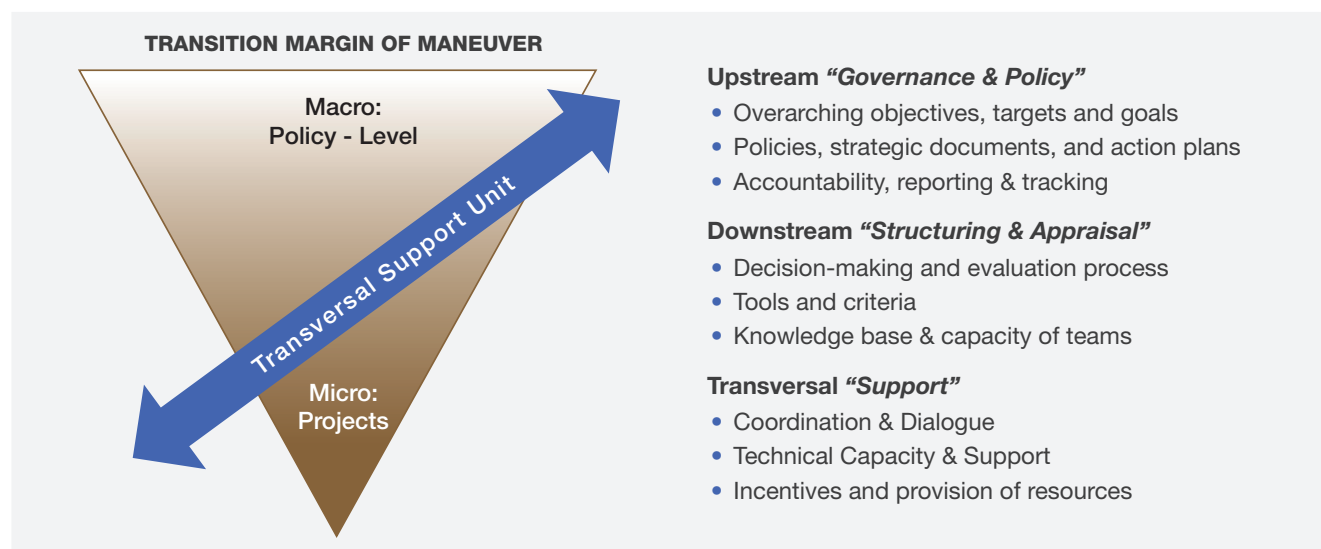 TRANSITION MARGIN OF MANEUVER
Macro:
Policy - Level
Transversal Support Unit
Micro:
Projects
Upstream “Governance & Policy”
• Overarching objectives, targets and goals
• Policies, strategic documents, and action plans
• Accountability, reporting & tracking
Downstream “Structuring & Appraisal”
• Decision-making and evaluation process
• Tools and criteria
• Knowledge base & capacity of teams
Transversal “Support”
• Coordination & Dialogue
• Technical Capacity & Support
• Incentives and provision of resources